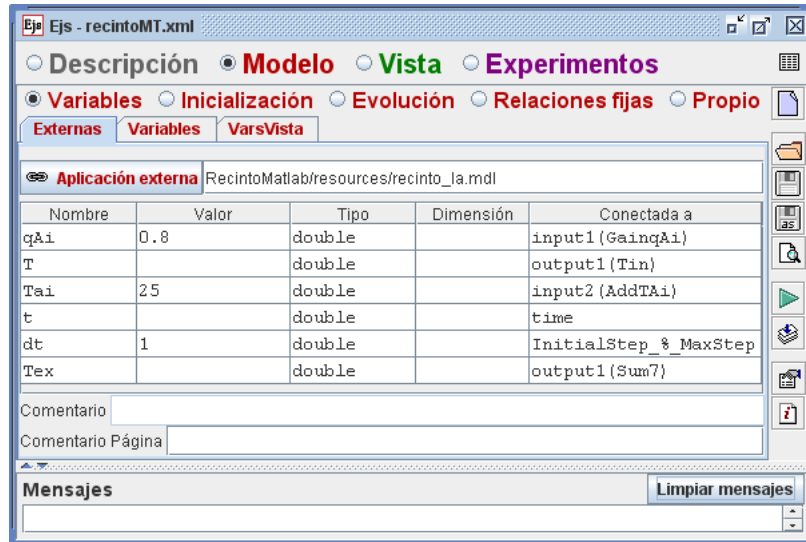 Ejs Ejs - recintoMT.xml
Descripción Modelo Vista Experimentos
Variables Inicialización Evolución Relaciones fijas Propio
Externas Variables VarsVista
Aplicación externa RecintoMatlab/resources/recinto_la.mdl
Nombre Valor Tipo Dimensión Conectada a
qAi 0.8 double input1(GainqAi)
T double output1(Tin)
Tai 25 double input2(AddTAi)
t double time
dt 1 double InitialStep_%_MaxStep
Tex double output1(Sum7)
as
Comentario
Comentario Página
Mensajes Limpiar mensajes